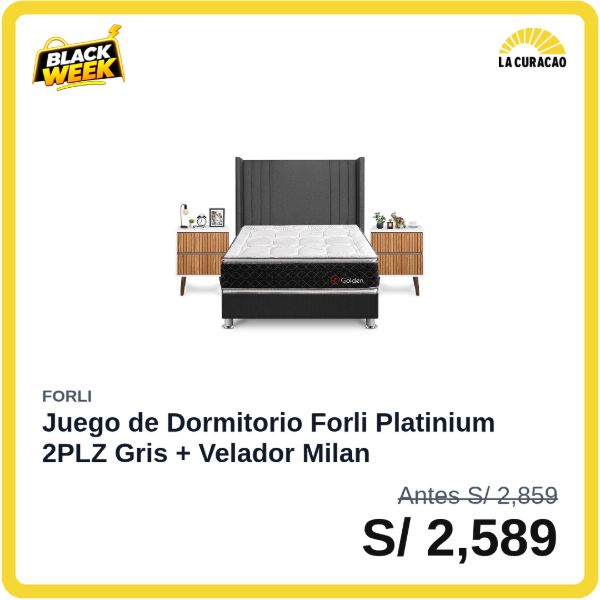 BLACK
WEEK
LA CURACAO
Golden
FORLI
Juego de Dormitorio Forli Platinium
2PLZ Gris + Velador Milan
Antes S/ 2,859
S/ 2,589